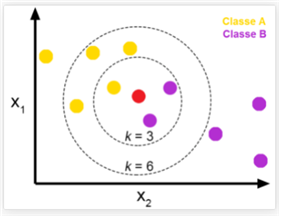 Classe A
Classe B
X1
k = 3
k = 6
X2